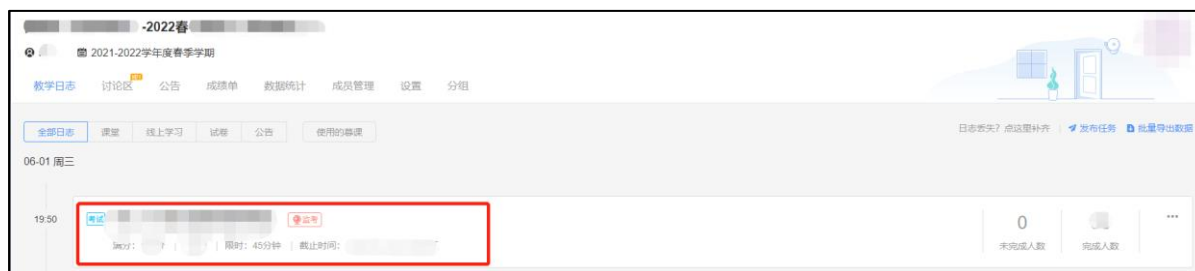 -2022春
2021-2022学年度春季学期
教学日志 讨论区 公告 成绩单 数据统计 成员管理 设置 分组
全部日志 课堂 线上学习 试卷 公告 使用的慕课 日志丢失？点这里补齐 | 发布任务 批量导出数据
06-01 周三
19:50 考试 监考
满分： | | 限时：45分钟 | 截止时间：
0
未完成人数 完成人数